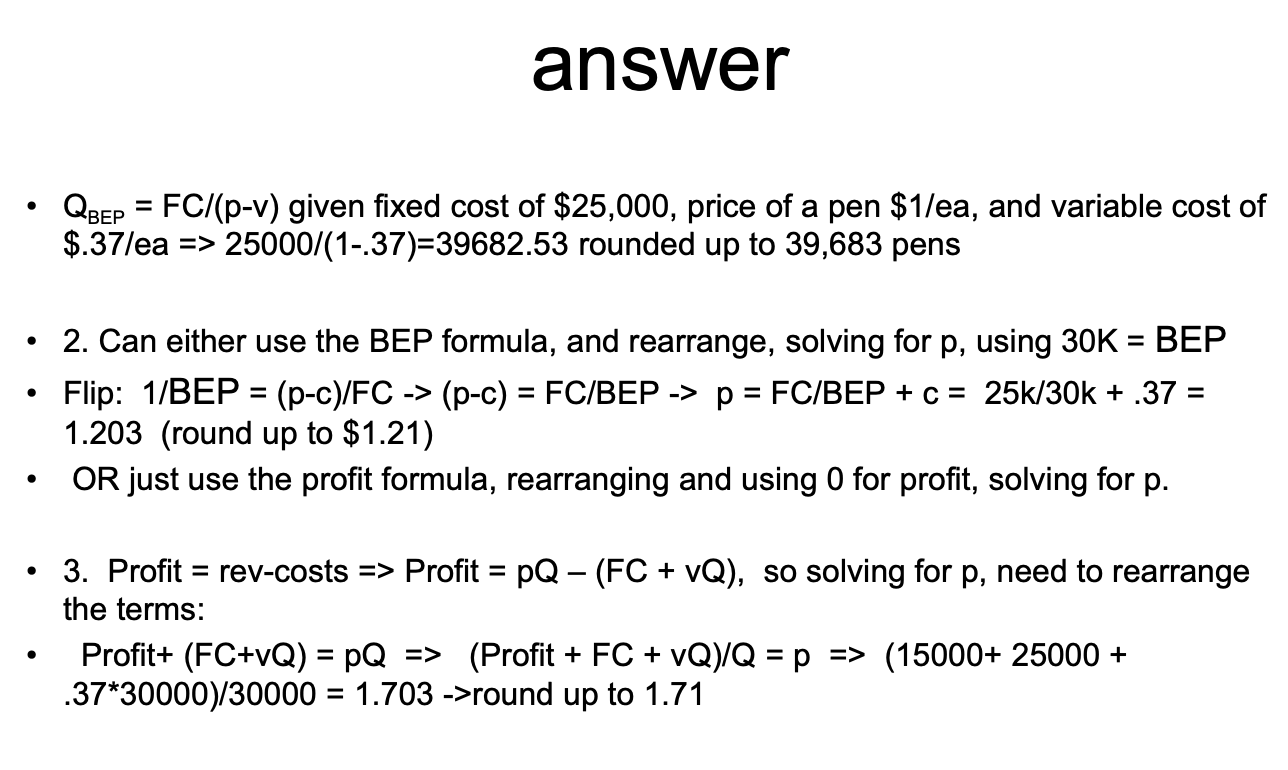 answer
• Q_BEP = FC/(p-v) given fixed cost of $25,000, price of a pen $1/ea, and variable cost of
$.37/ea => 25000/(1-.37)=39682.53 rounded up to 39,683 pens
• 2. Can either use the BEP formula, and rearrange, solving for p, using 30K = BEP
• Flip:  1/BEP = (p-c)/FC -> (p-c) = FC/BEP ->  p = FC/BEP + c =  25k/30k + .37 =
1.203  (round up to $1.21)
• OR just use the profit formula, rearranging and using 0 for profit, solving for p.
• 3.  Profit = rev-costs => Profit = pQ – (FC + vQ),  so solving for p, need to rearrange
the terms:
• Profit+ (FC+vQ) = pQ  =>   (Profit + FC + vQ)/Q = p  =>  (15000+ 25000 +
.37*30000)/30000 = 1.703 ->round up to 1.71